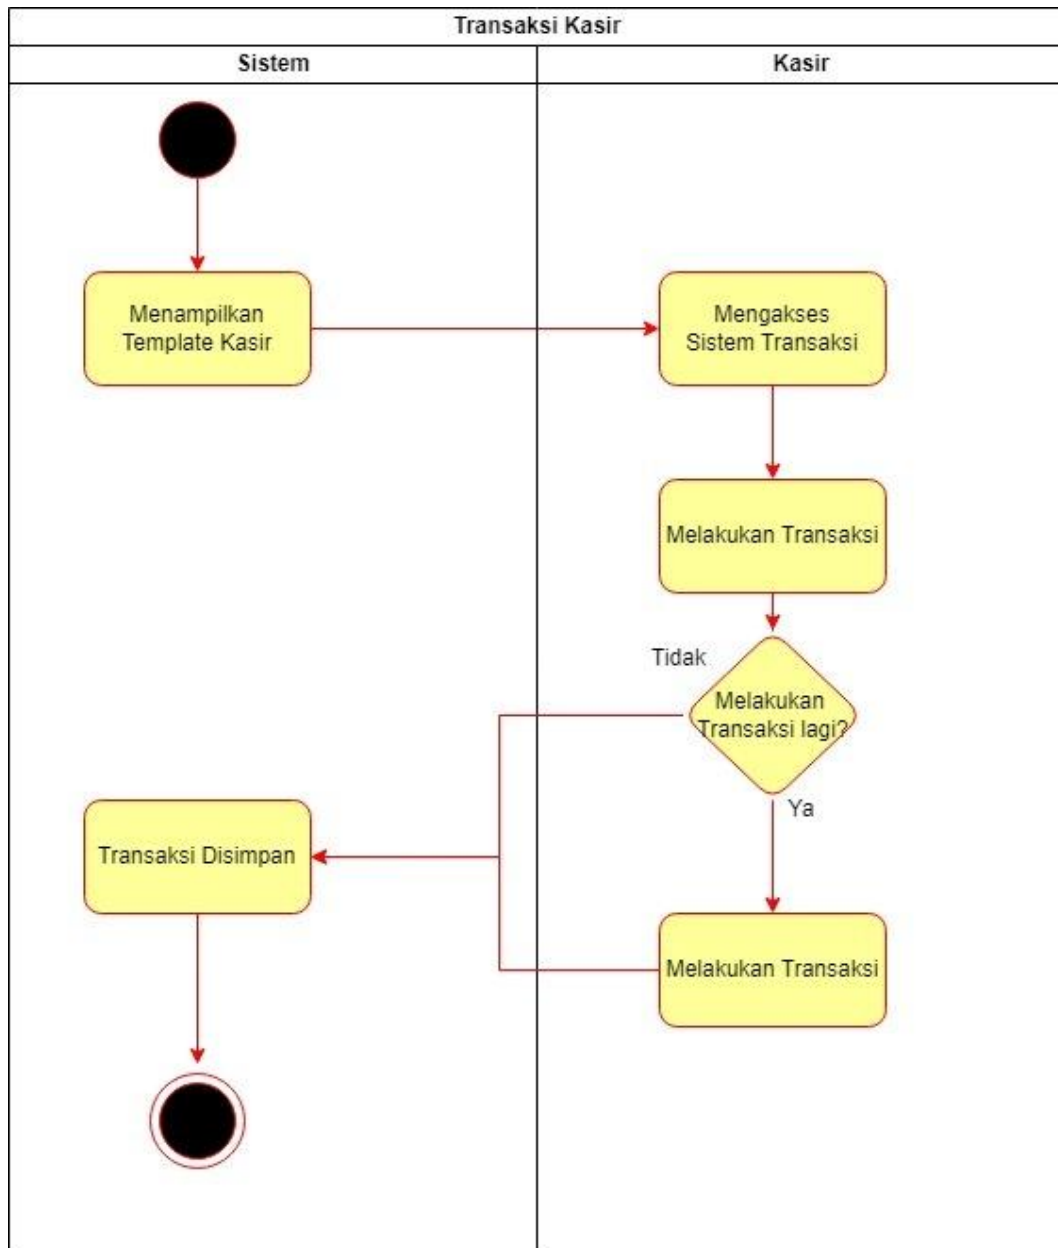 Transaksi Kasir
Sistem
Kasir
Menampilkan
Template Kasir
Mengakses
Sistem Transaksi
Melakukan Transaksi
Tidak
Melakukan
Transaksi lagi?
Ya
Transaksi Disimpan
Melakukan Transaksi